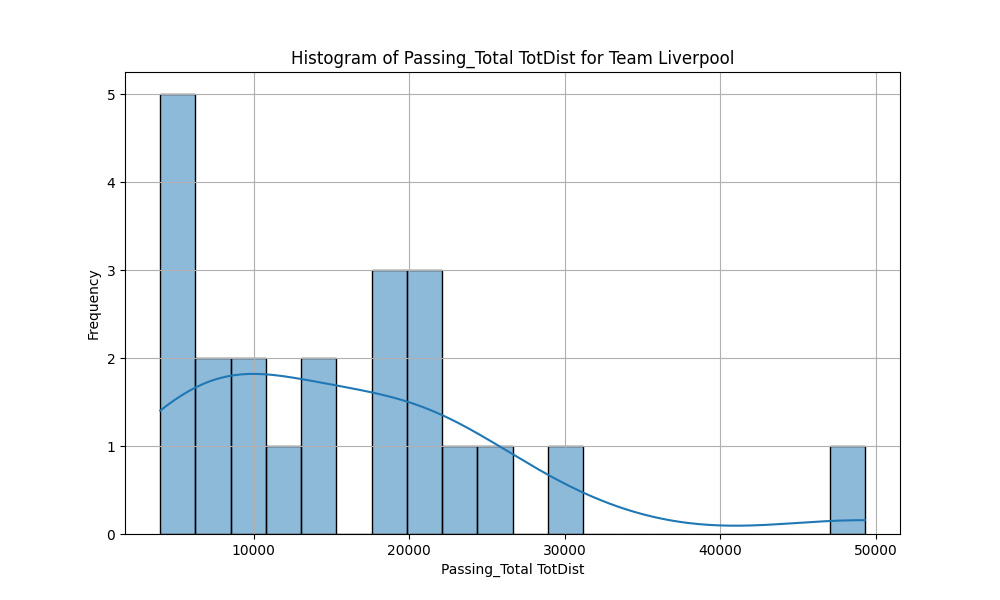 Histogram of Passing_Total TotDist for Team Liverpool
5
4
3
2
1
0
Frequency
10000 20000 30000 40000 50000
Passing_Total TotDist